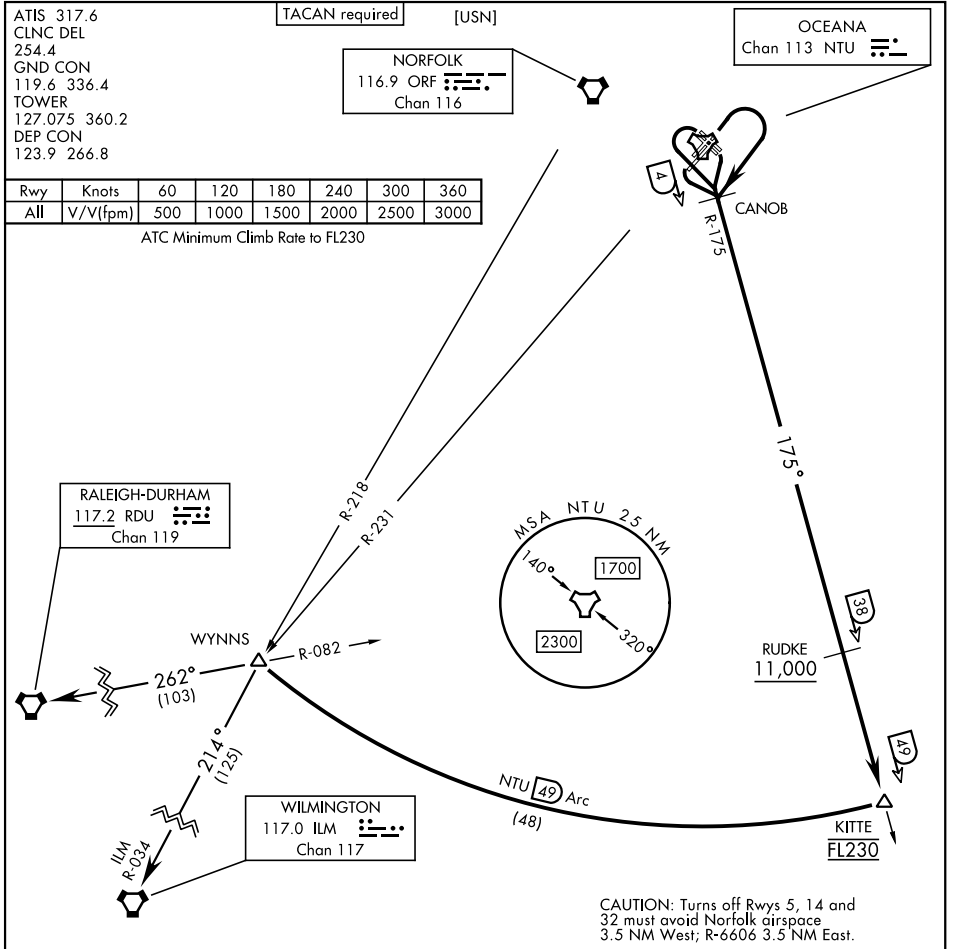 ATIS 317.6
CLNC DEL
254.4
GND CON
119.6 336.4
TOWER
127.075 360.2
DEP CON
123.9 266.8
TACAN required
[USN]
NORFOLK
116.9 ORF
Chan 116
OCEANA
Chan 113 NTU
Rwy Knots 60 120 180 240 300 360
All V/V(fpm) 500 1000 1500 2000 2500 3000
ATC Minimum Climb Rate to FL230
4
CANOB
R-175
175°
R-218
R-231
RALEIGH-DURHAM
117.2 RDU
Chan 119
MSA NTU 25 NM
140°
1700
2300
320°
38
RUDKE
11,000
WYNNS
R-082
262°
(103)
214°
(125)
49
NTU 49 Arc
(48)
KITTE
FL230
WILMINGTON
117.0 ILM
Chan 117
ILM
R-034
CAUTION: Turns off Rwys 5, 14 and
32 must avoid Norfolk airspace
3.5 NM West; R-6606 3.5 NM East.